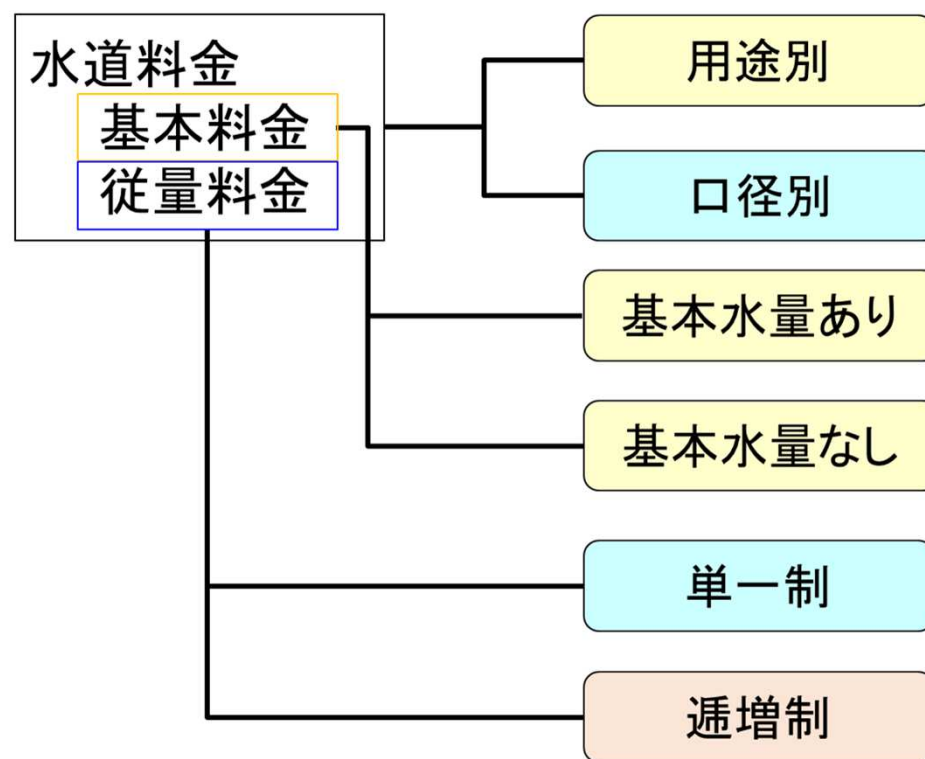 水道料金
基本料金
従量料金
用途別
口径別
基本水量あり
基本水量なし
単一制
逓増制